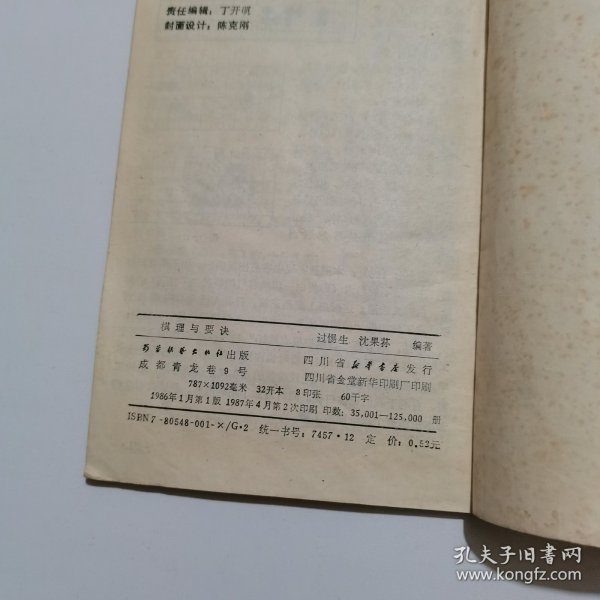 责任编辑：丁开明
封面设计：陈克刚
棋理与要诀 过惕生 沈果荪 编著
蜀蓉棋艺出版社出版 四川省新华书店发行
成都青龙巷9号 四川省金堂新华印刷厂印刷
787×1092毫米 32开本 8印张 60千字
1986年1月第1版 1987年4月第2次印刷 印数：35,001—125,000 册
ISBN7-80548-001-×/G·2 统一书号：7457·12 定价：0.52元
孔夫子旧书网
www.kongfz.com